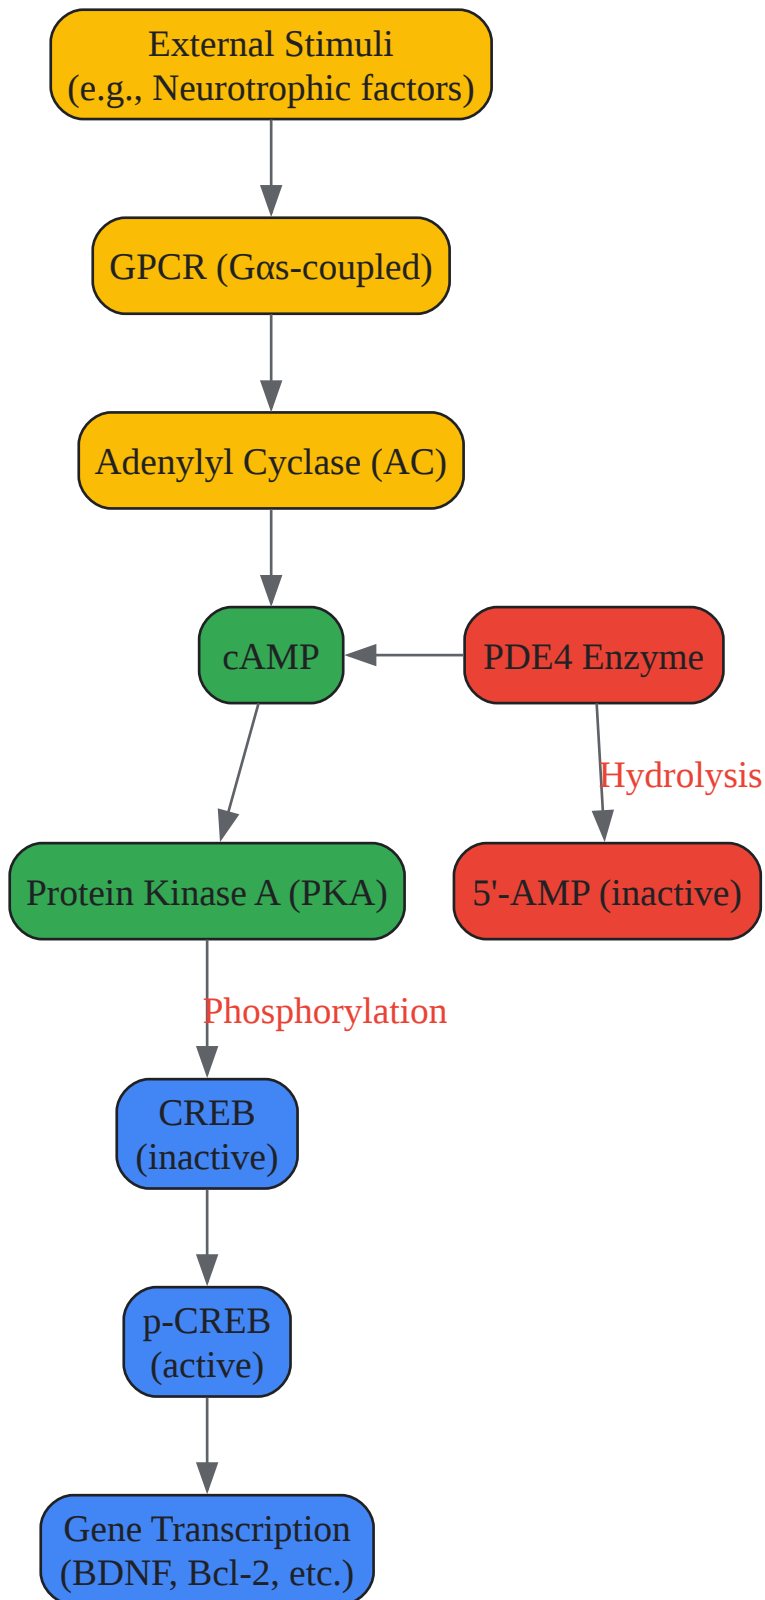 External Stimuli
(e.g., Neurotrophic factors)
GPCR (Gαs-coupled)
Adenylyl Cyclase (AC)
cAMP
PDE4 Enzyme
Hydrolysis
Protein Kinase A (PKA)
5'-AMP (inactive)
Phosphorylation
CREB
(inactive)
p-CREB
(active)
Gene Transcription
(BDNF, Bcl-2, etc.)